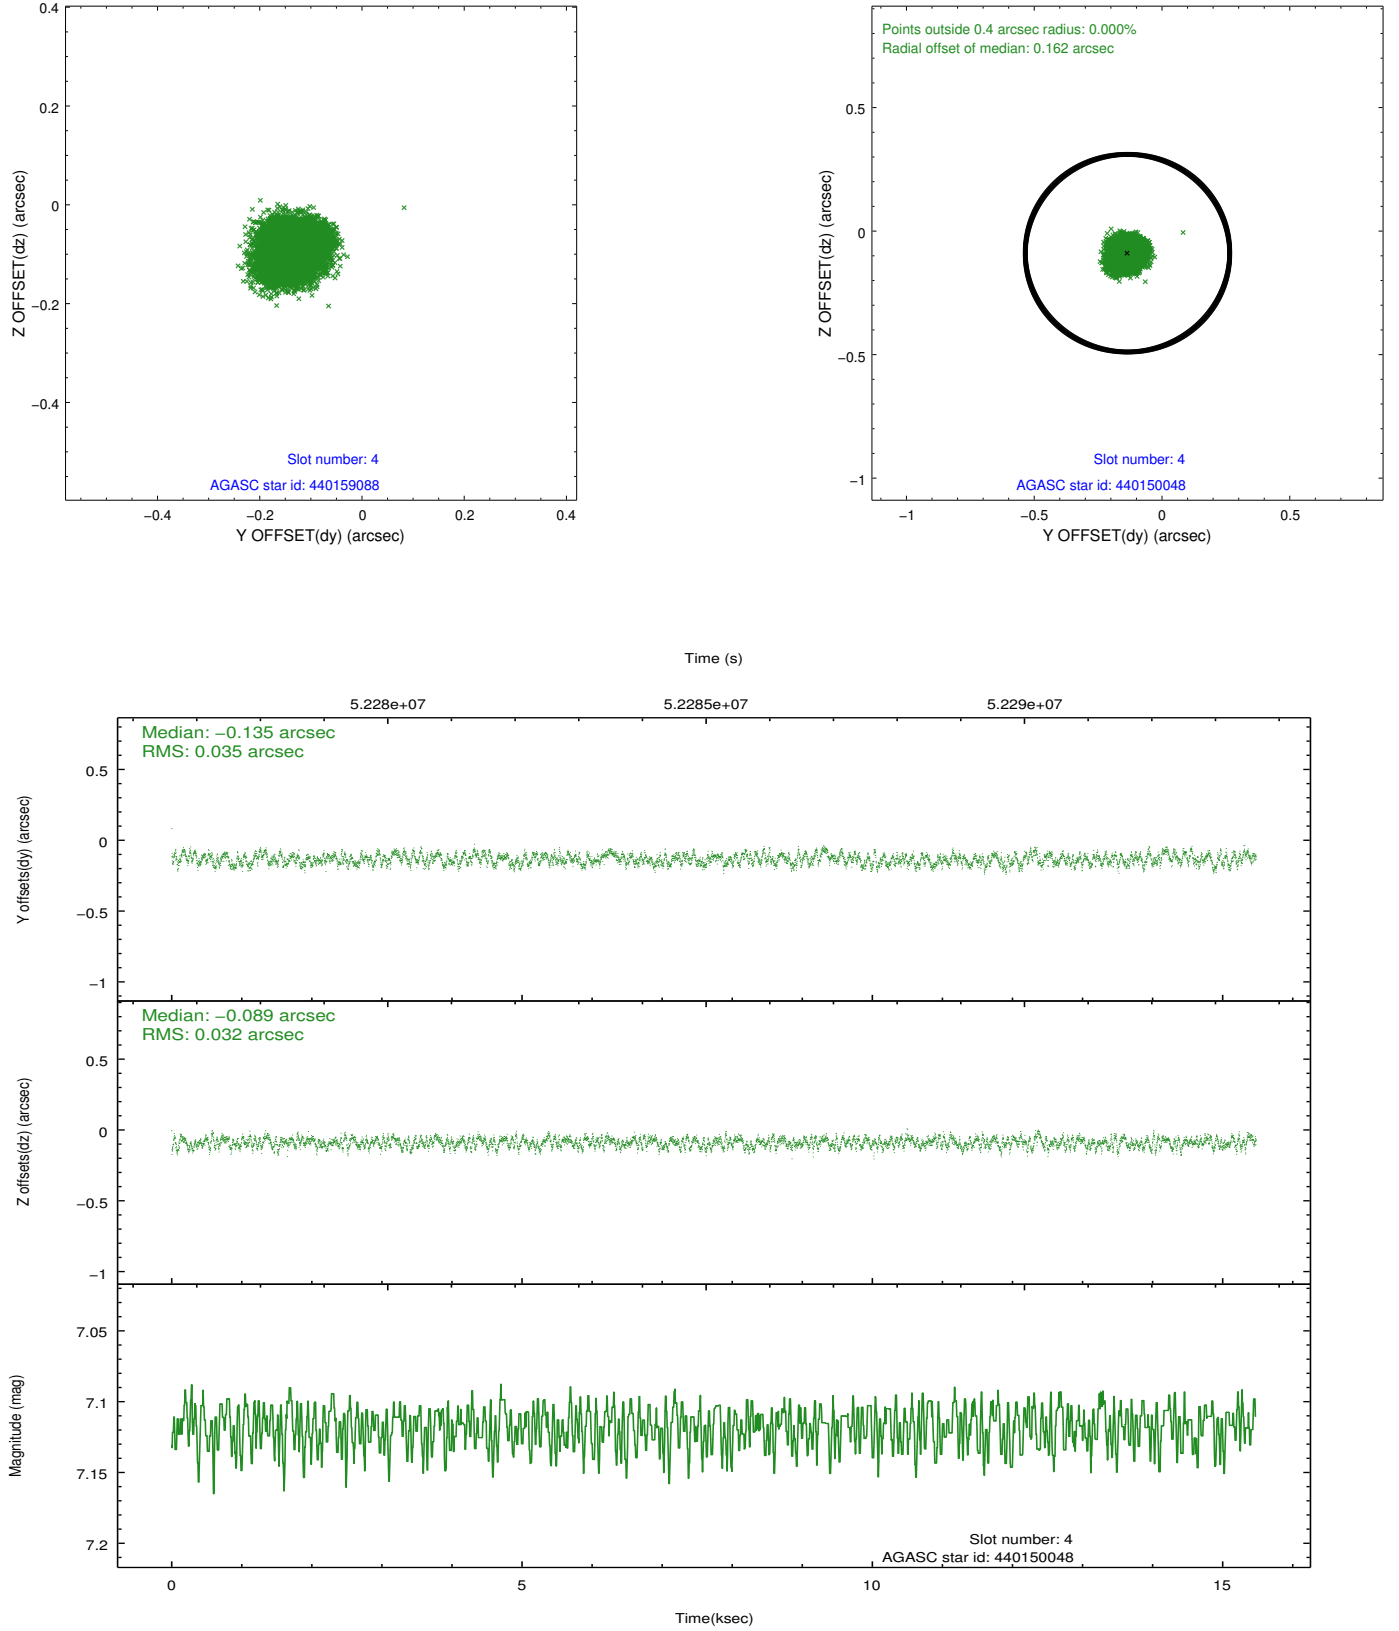 0.4
0.2
0
−0.2
−0.4
Z OFFSET(dz) (arcsec)
Slot number: 4
AGASC star id: 440159088
−0.4
−0.2
0
0.2
0.4
Y OFFSET(dy) (arcsec)
Points outside 0.4 arcsec radius: 0.000%
Radial offset of median: 0.162 arcsec
0.5
0
−0.5
−1
Z OFFSET(dz) (arcsec)
Slot number: 4
AGASC star id: 440150048
−1
−0.5
0
0.5
Y OFFSET(dy) (arcsec)
Time (s)
5.228e+07
5.2285e+07
5.229e+07
Median: −0.135 arcsec
RMS: 0.035 arcsec
0.5
0
−0.5
−1
Y offsets(dy) (arcsec)
Median: −0.089 arcsec
RMS: 0.032 arcsec
0.5
0
−0.5
−1
Z offsets(dz) (arcsec)
7.05
7.1
7.15
7.2
Magnitude (mag)
Slot number: 4
AGASC star id: 440150048
0
5
10
15
Time(ksec)